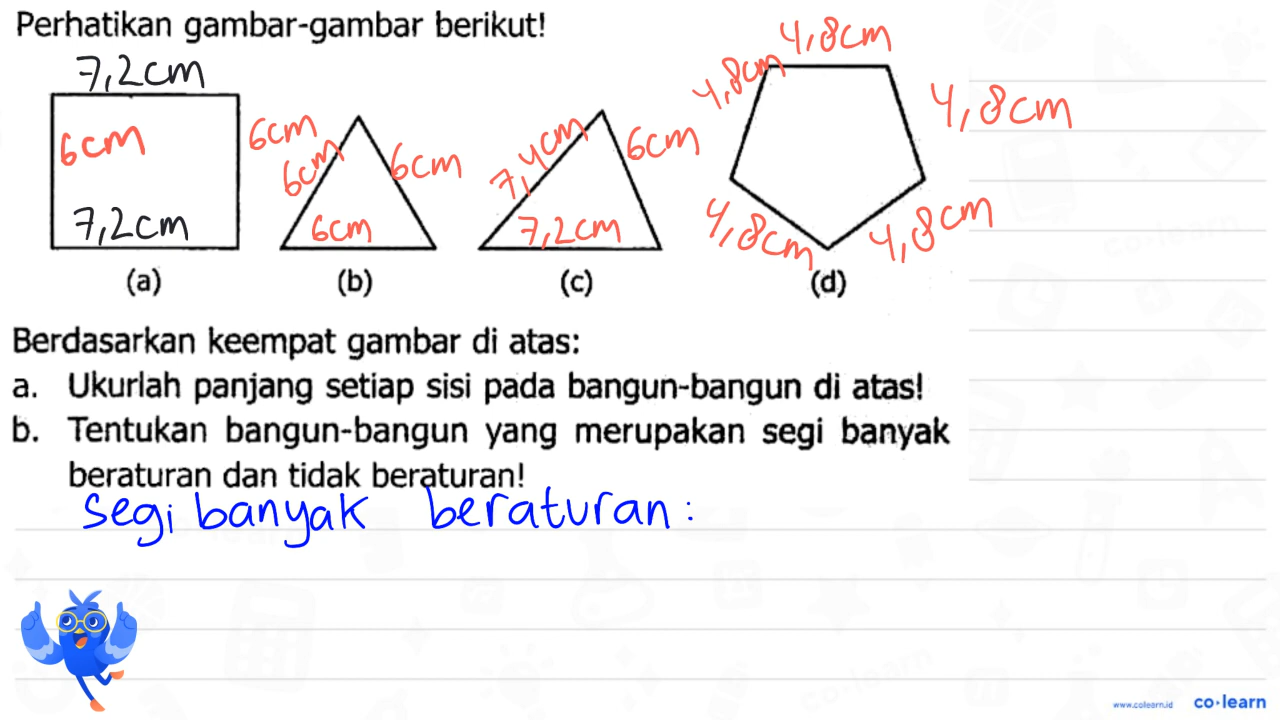 Perhatikan gambar-gambar berikut!
7,2cm
6cm
6cm
7,2cm
(a)
6cm
6cm
6cm
(b)
7,4cm
6cm
7,2cm
(c)
4,8cm
4,8cm
4,8cm
4,8cm
4,8cm
(d)
Berdasarkan keempat gambar di atas:
a. Ukurlah panjang setiap sisi pada bangun-bangun di atas!
b. Tentukan bangun-bangun yang merupakan segi banyak
beraturan dan tidak beraturan!
segi banyak beraturan:
www.colearn.id
co·learn